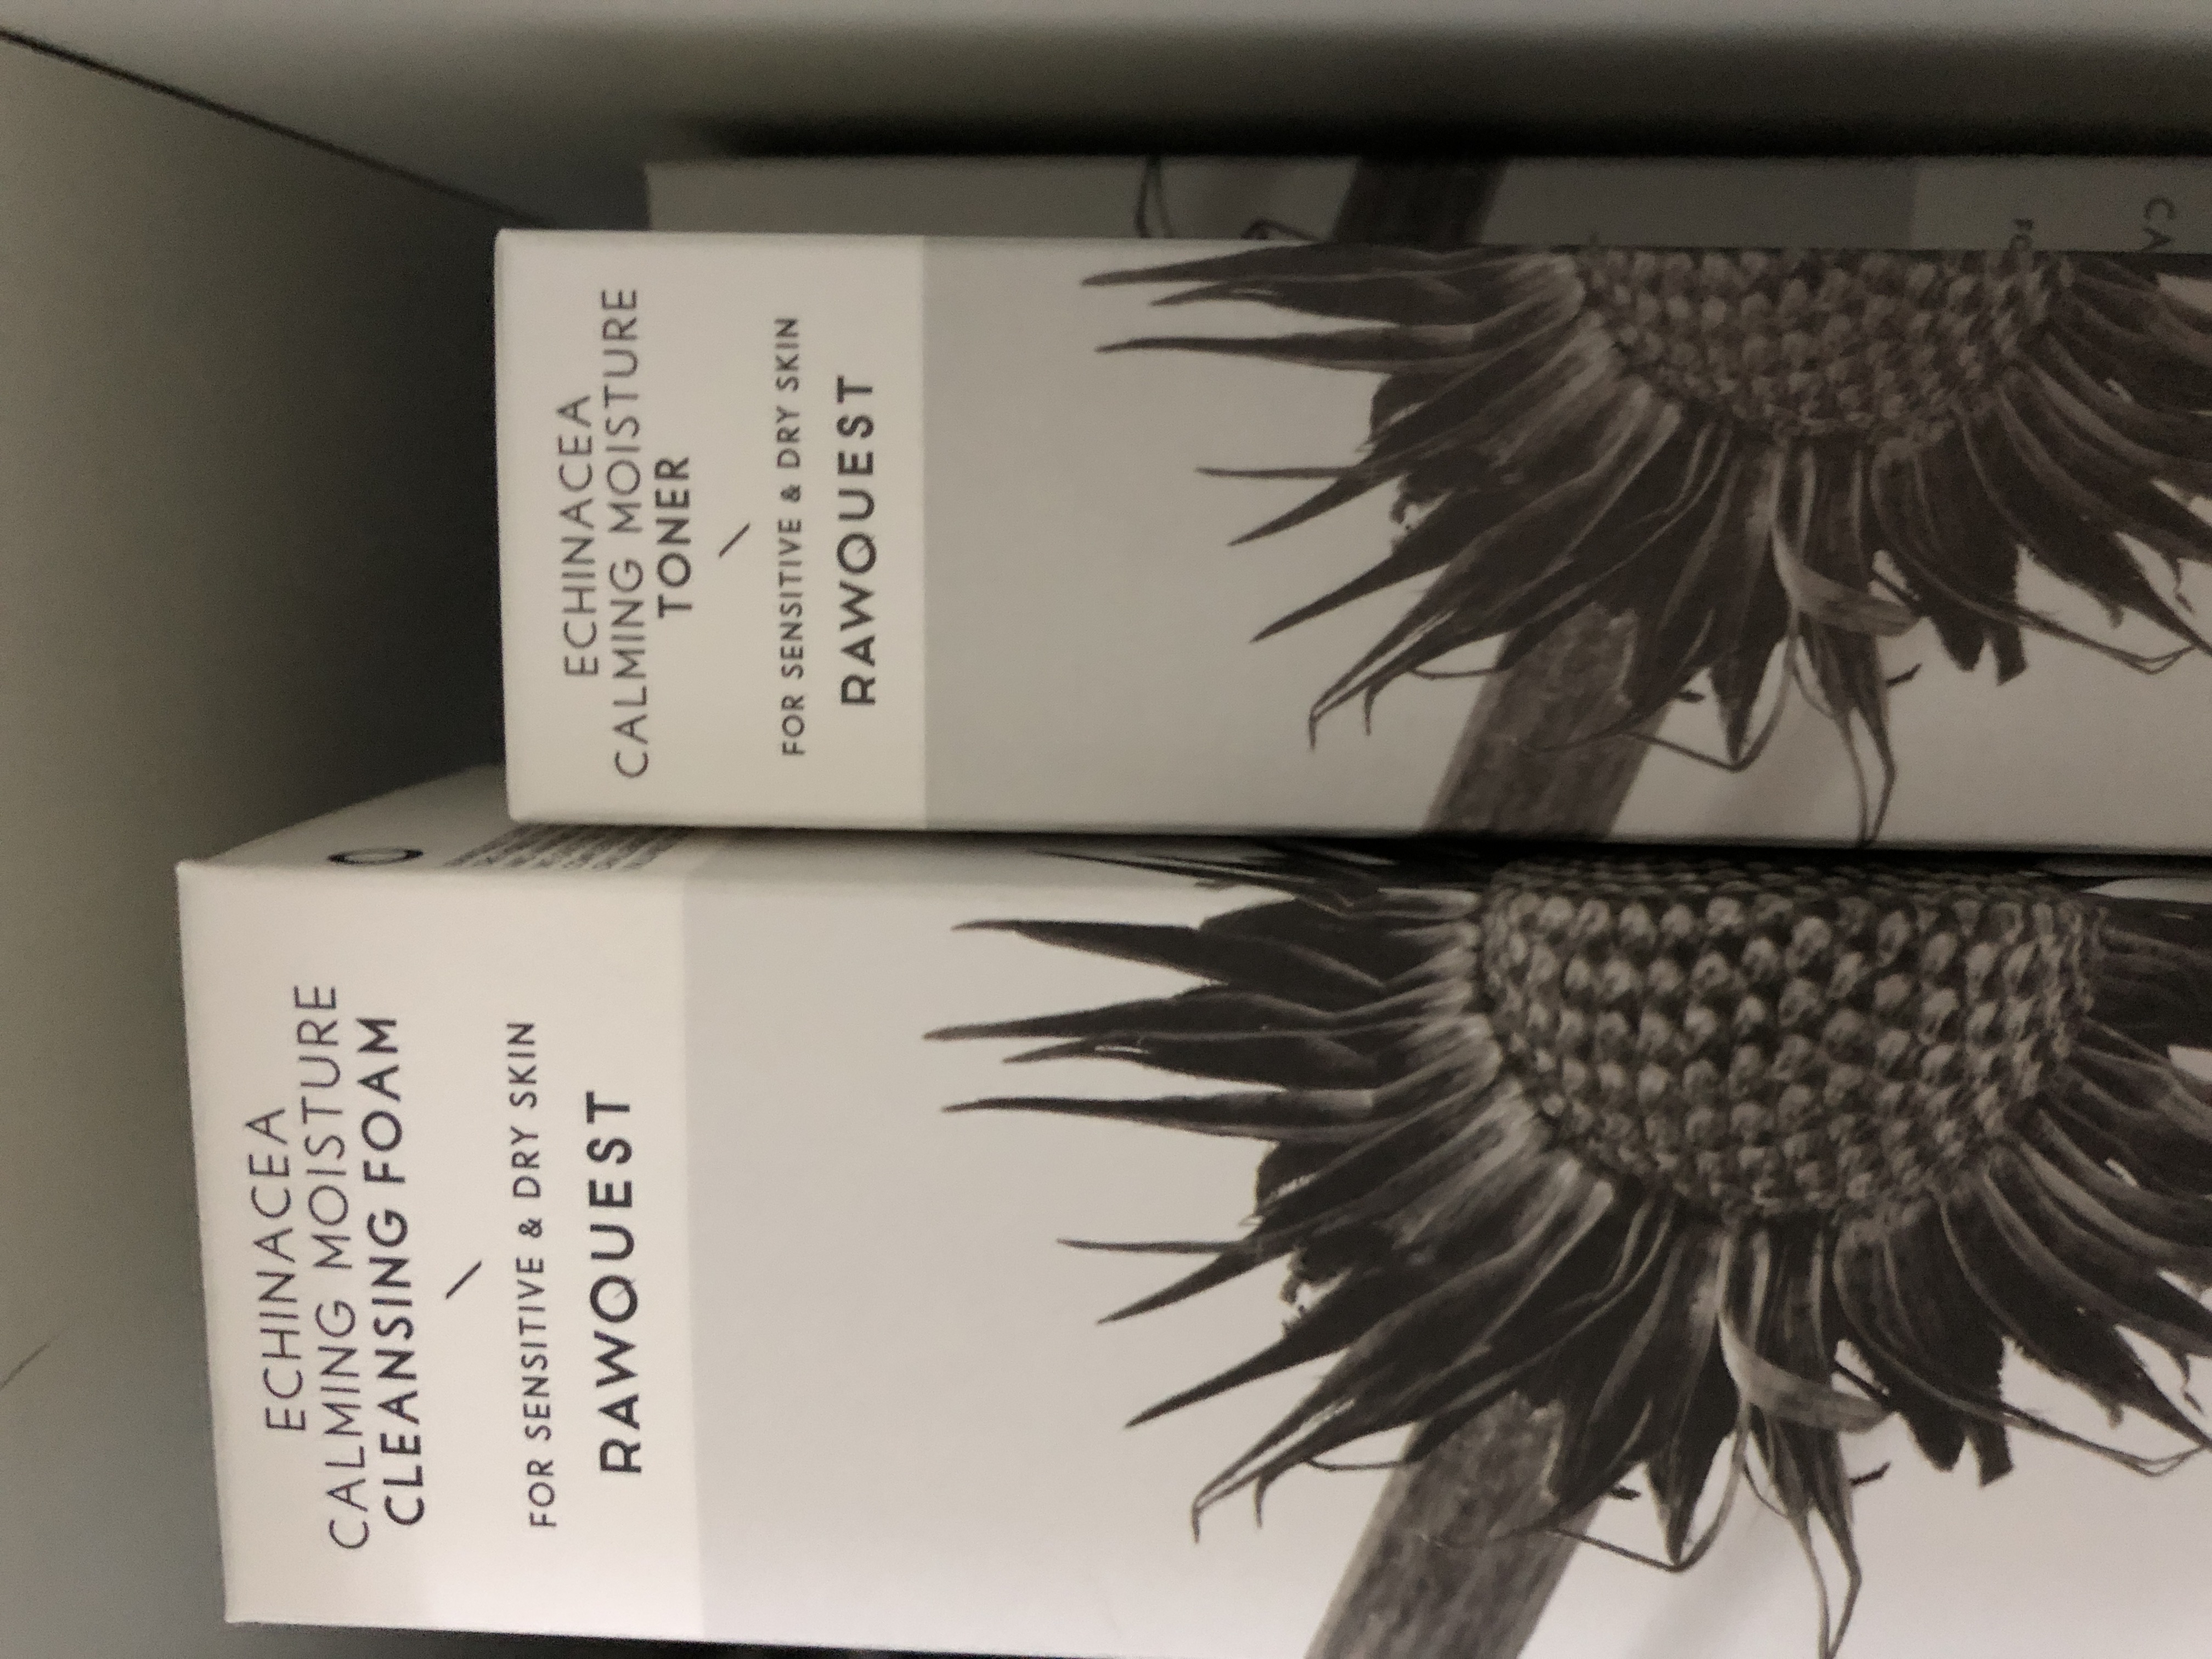 ECHINACEA
CALMING MOISTURE
TONER
FOR SENSITIVE & DRY SKIN
RAWQUEST
ECHINACEA
CALMING MOISTURE
CLEANSING FOAM
FOR SENSITIVE & DRY SKIN
RAWQUEST